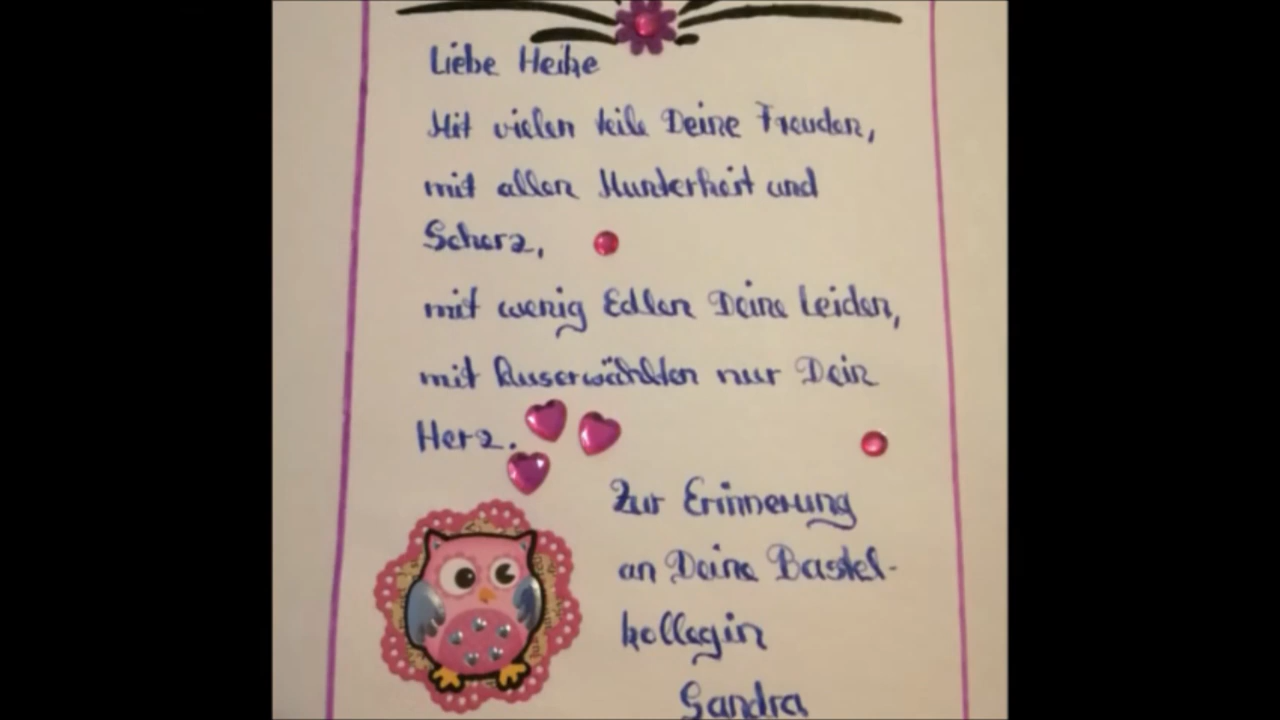 Liebe Heike
Mit vielen teile Deine Freuden,
mit allen Munterkeit und
Scherz,
mit wenig Edlen Deine Leiden,
mit Auserwählten nur Dein
Herz.
Zur Erinnerung
an Deine Bastel-
kollegin
Sandra